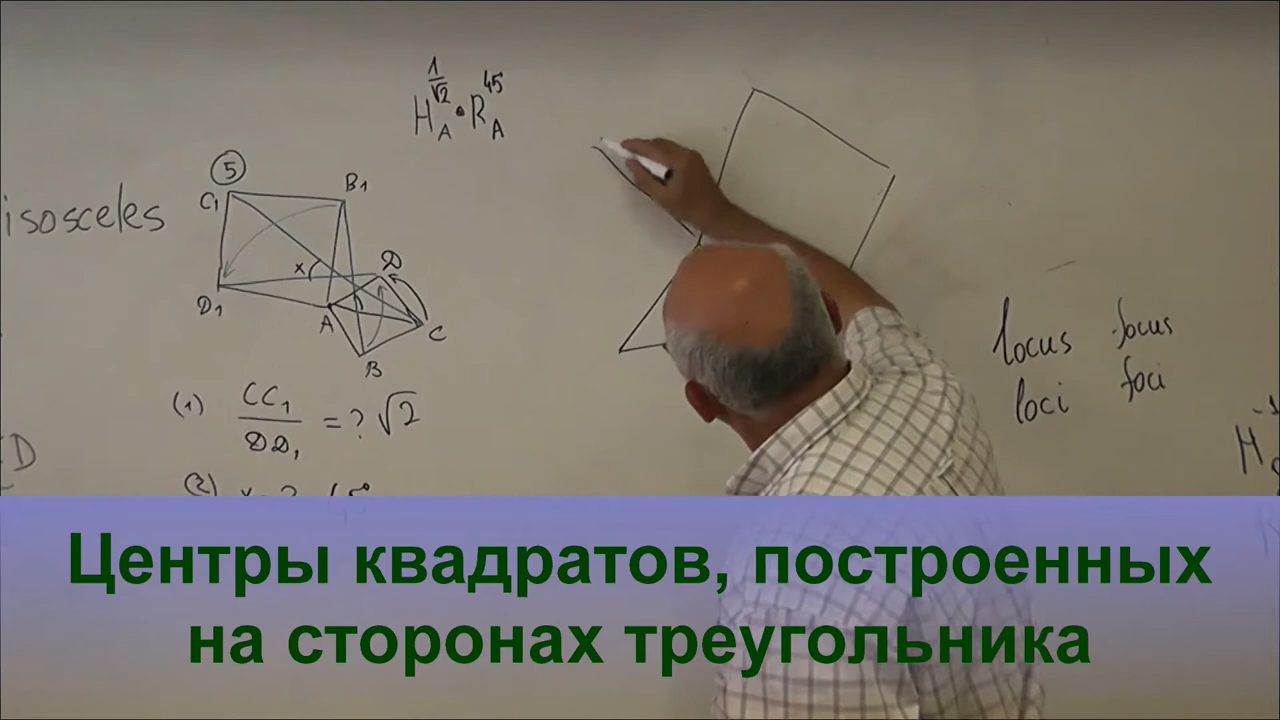 H_A^{1/√2} • R_A^{45}
isosceles
5
C₁ B₁
x D
D₁ A C
B
(1) CC₁/DD₁ = ? √2
(2)
locus focus
loci foci
Центры квадратов, построенных
на сторонах треугольника